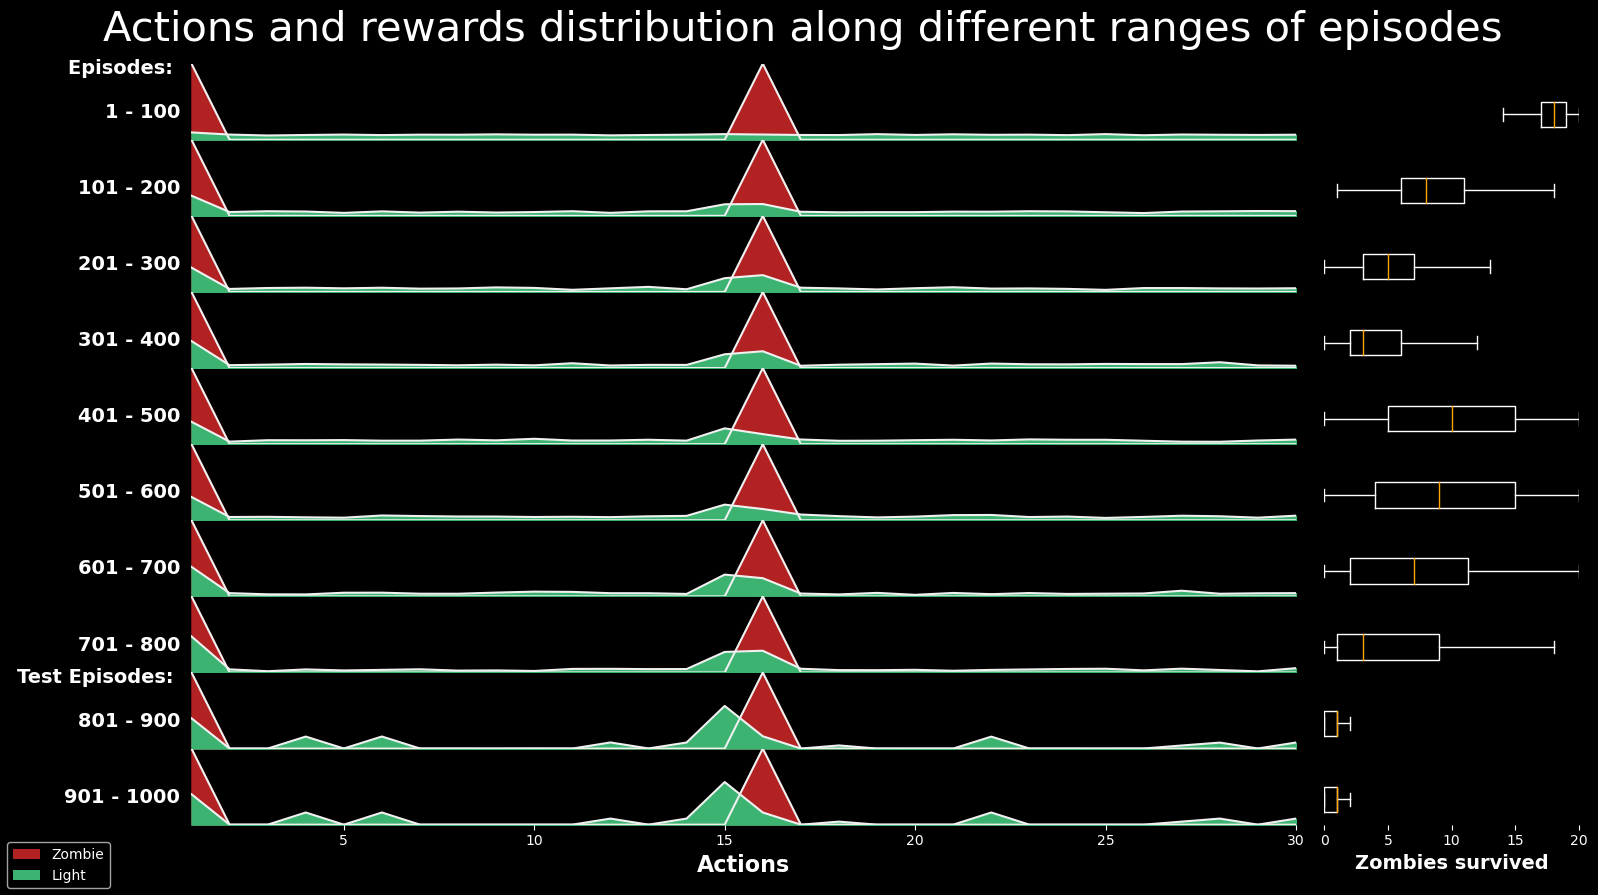 Actions and rewards distribution along different ranges of episodes
Episodes:
1 - 100
101 - 200
201 - 300
301 - 400
401 - 500
501 - 600
601 - 700
701 - 800
Test Episodes:
801 - 900
901 - 1000
5 10 15 20 25 30
Actions
0 5 10 15 20
Zombies survived
Zombie
Light